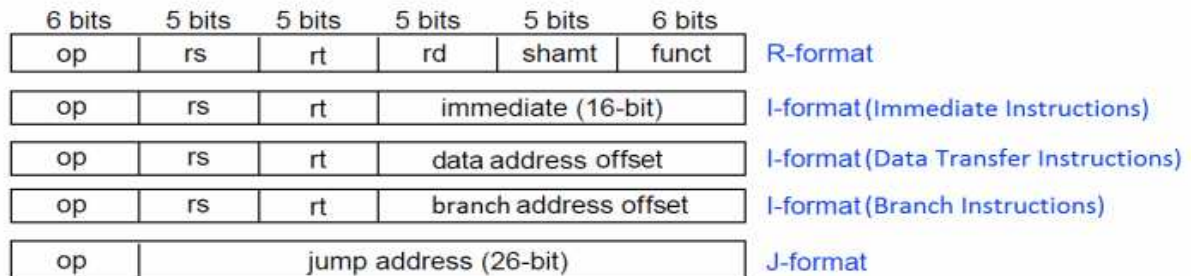 6 bits 5 bits 5 bits 5 bits 5 bits 6 bits
op rs rt rd shamt funct R-format
op rs rt immediate (16-bit) I-format(Immediate Instructions)
op rs rt data address offset I-format(Data Transfer Instructions)
op rs rt branch address offset I-format(Branch Instructions)
op jump address (26-bit) J-format